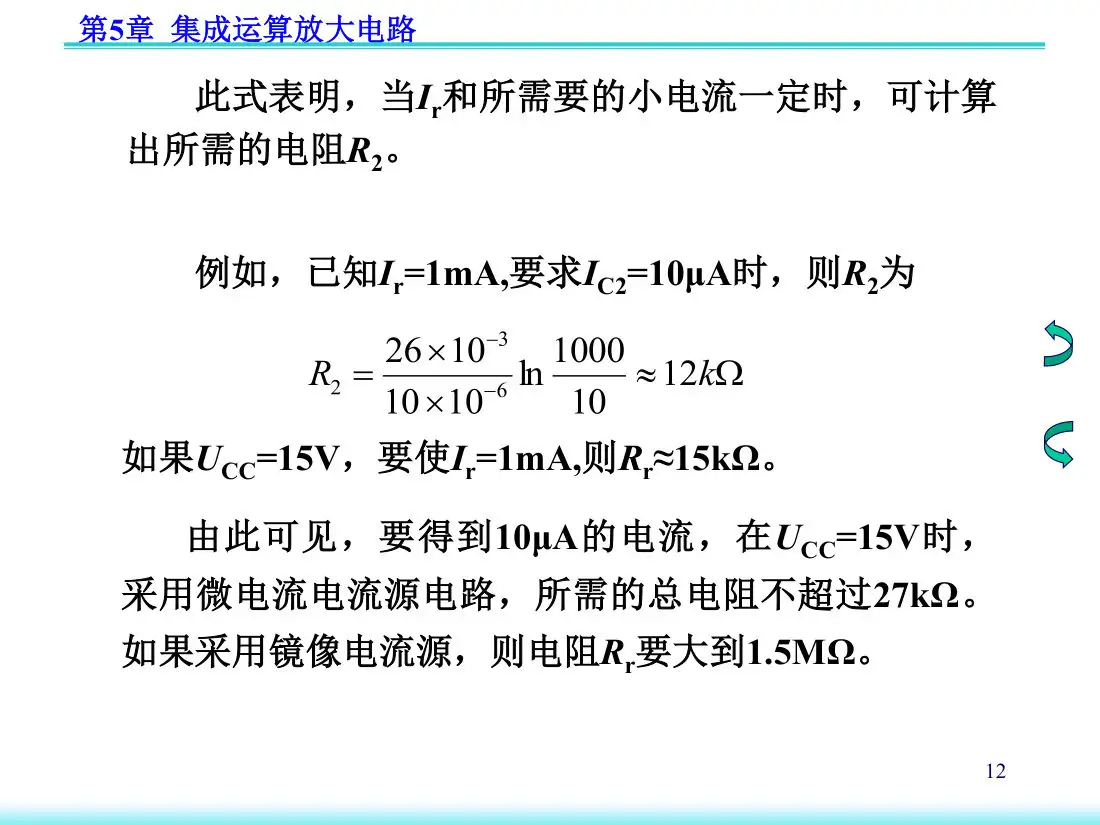 第5章 集成运算放大电路
此式表明，当Ir和所需要的小电流一定时，可计算
出所需的电阻R2。
例如，已知Ir=1mA,要求IC2=10μA时，则R2为
R2 = 26×10−3 / 10×10−6 ln 1000 / 10 ≈12kΩ
如果UCC=15V，要使Ir=1mA,则Rr≈15kΩ。
由此可见，要得到10μA的电流，在UCC=15V时，
采用微电流电流源电路，所需的总电阻不超过27kΩ。
如果采用镜像电流源，则电阻Rr要大到1.5MΩ。
12